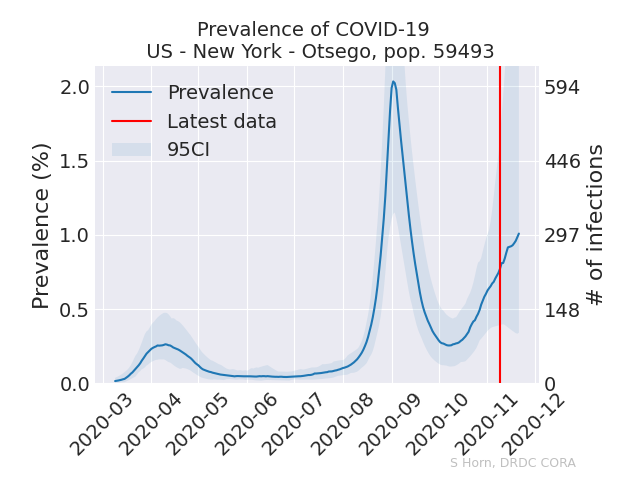 Prevalence of COVID-19
US - New York - Otsego, pop. 59493
Prevalence
Latest data
95CI
Prevalence (%)
2.0
1.5
1.0
0.5
0.0
594
446
297
148
0
# of infections
2020-03
2020-04
2020-05
2020-06
2020-07
2020-08
2020-09
2020-10
2020-11
2020-12
S Horn, DRDC CORA